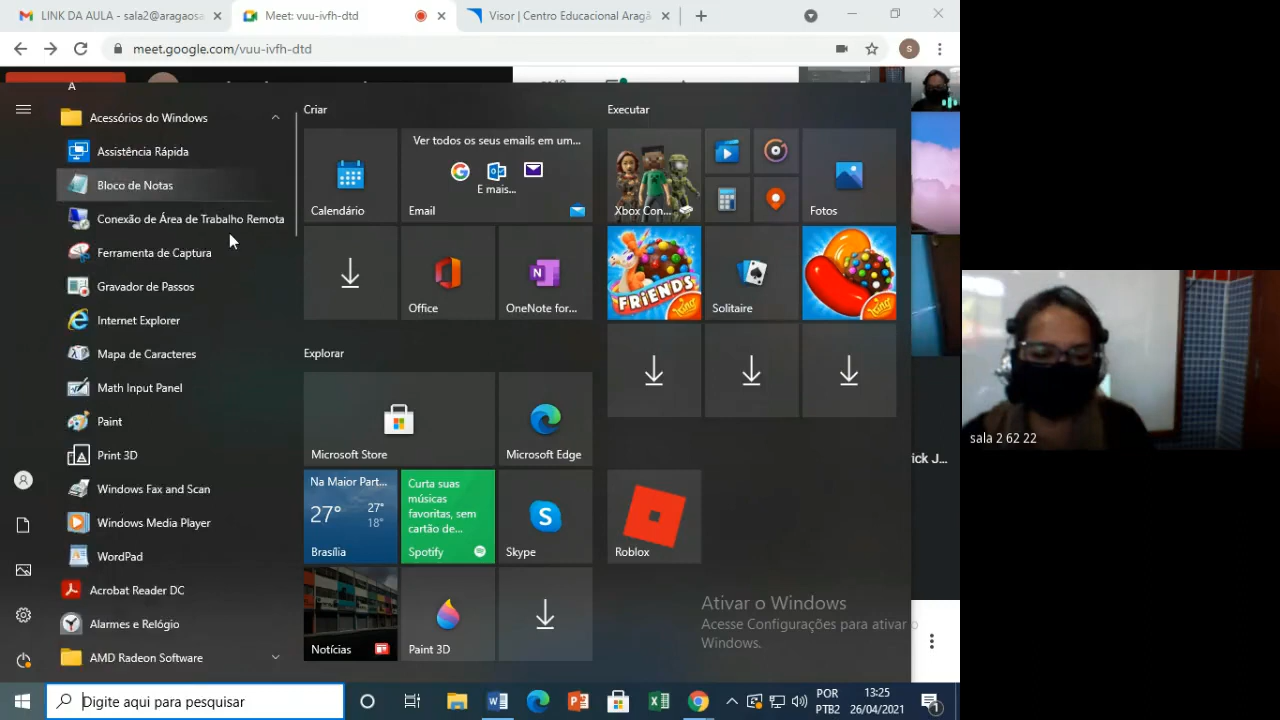 LINK DA AULA - sala2@aragaosa
Meet: vuu-ivfh-dtd
Visor | Centro Educacional Aragã
meet.google.com/vuu-ivfh-dtd
s
A
Acessórios do Windows
Assistência Rápida
Bloco de Notas
Conexão de Área de Trabalho Remota
Ferramenta de Captura
Gravador de Passos
Internet Explorer
Mapa de Caracteres
Math Input Panel
Paint
Print 3D
Windows Fax and Scan
Windows Media Player
WordPad
Acrobat Reader DC
Alarmes e Relógio
AMD Radeon Software
Criar
Calendário
Ver todos os seus emails em um...
E mais...
Email
Office
OneNote for...
Explorar
Microsoft Store
Microsoft Edge
Na Maior Part...
27°
27°
18°
Brasília
Curta suas
músicas
favoritas, sem
cartão de...
Spotify
Skype
Notícias
Paint 3D
Executar
Xbox Con...
Fotos
FRIENDS
King
Solitaire
King
Roblox
Ativar o Windows
Acesse Configurações para ativar o
Windows.
ick J...
sala 2 62 22
Digite aqui para pesquisar
POR
PTB2
13:25
26/04/2021
1